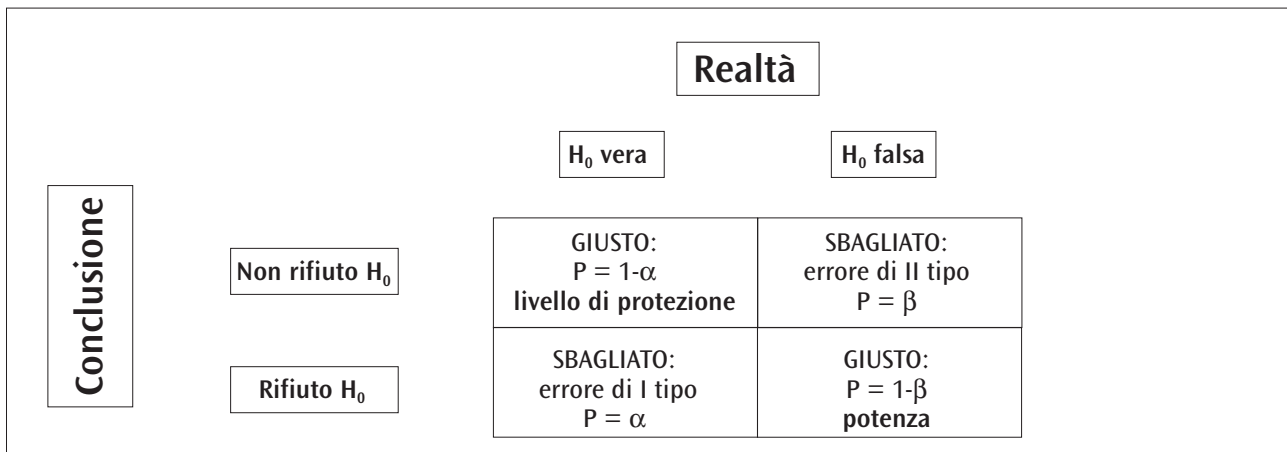 Realtà
H₀ vera
H₀ falsa
Conclusione
Non rifiuto H₀
GIUSTO:
P = 1-α
livello di protezione
SBAGLIATO:
errore di II tipo
P = β
Rifiuto H₀
SBAGLIATO:
errore di I tipo
P = α
GIUSTO:
P = 1-β
potenza